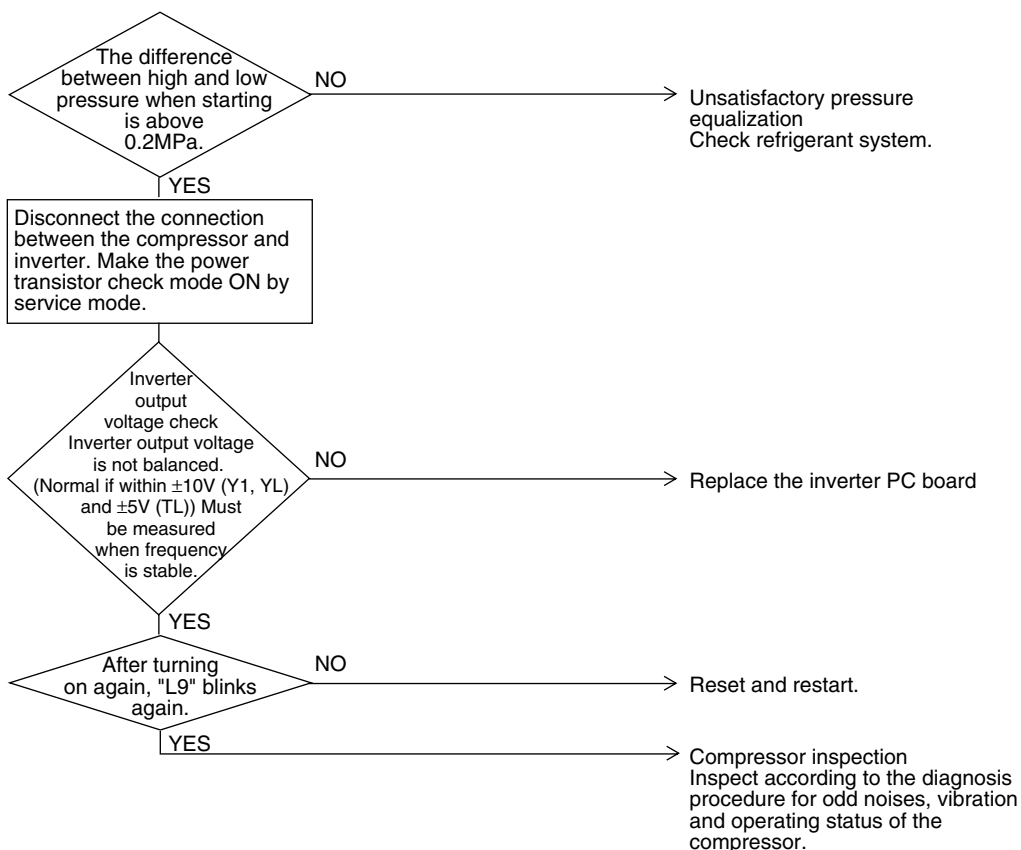 The difference
between high and low
pressure when starting
is above
0.2MPa.
NO
Unsatisfactory pressure
equalization
Check refrigerant system.
YES
Disconnect the connection
between the compressor and
inverter. Make the power
transistor check mode ON by
service mode.
Inverter
output
voltage check
Inverter output voltage
is not balanced.
(Normal if within ±10V (Y1, YL)
and ±5V (TL)) Must
be measured
when frequency
is stable.
NO
Replace the inverter PC board
YES
After turning
on again, "L9" blinks
again.
NO
Reset and restart.
YES
Compressor inspection
Inspect according to the diagnosis
procedure for odd noises, vibration
and operating status of the
compressor.